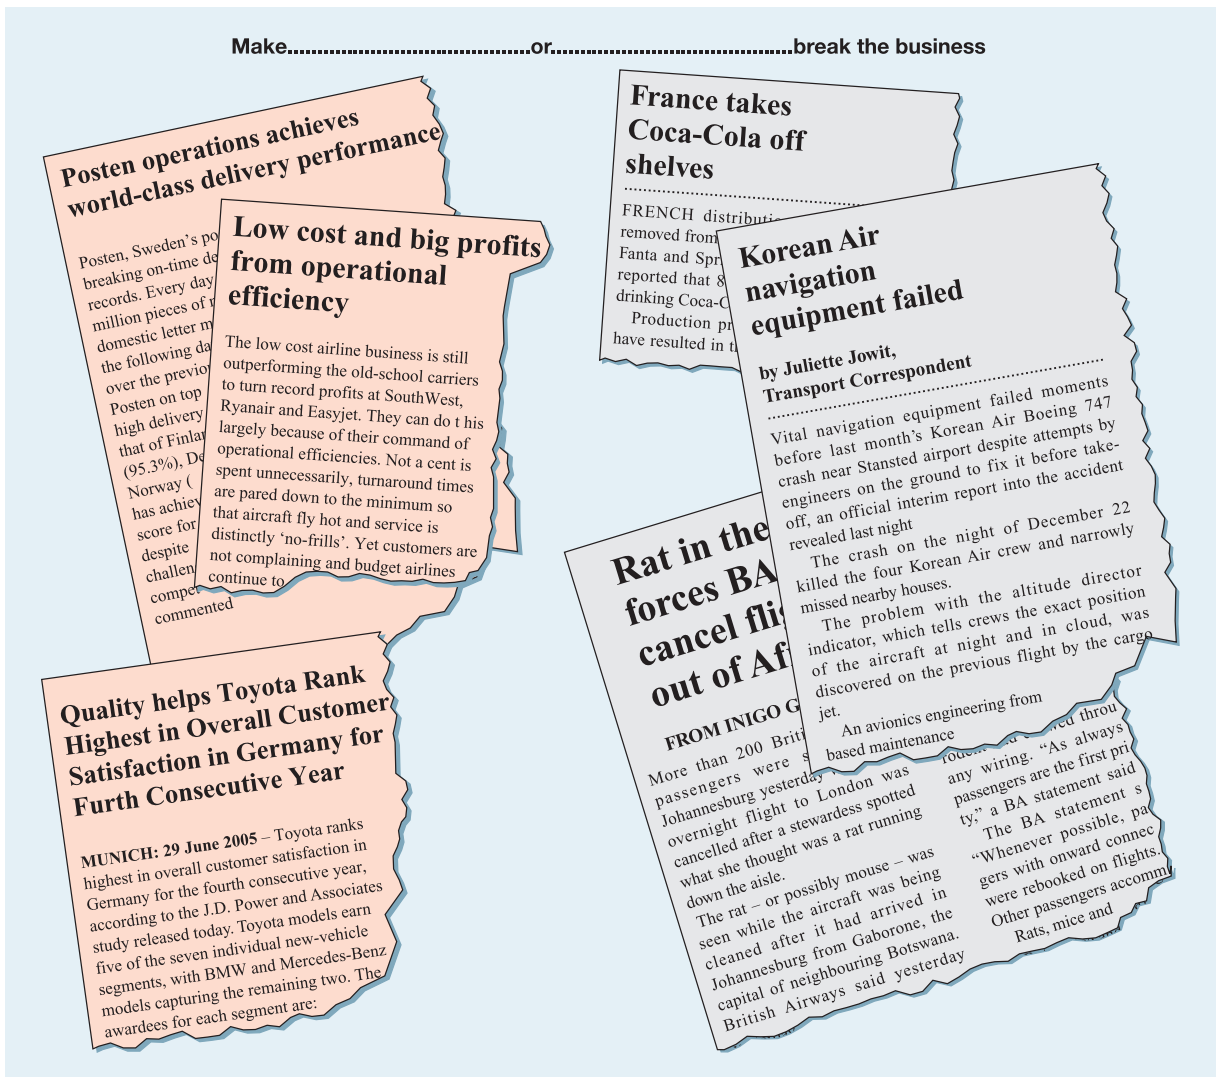 Make..........................................or..........................................break the business
Posten operations achieves
world-class delivery performance
Posten, Sweden's po
breaking on-time de
records. Every day
million pieces of
domestic letter m
the following da
over the previo
Posten on top
high delivery
that of Finlan
(95.3%), De
Norway (
has achiev
score for
despite
challen
compet
commented
Low cost and big profits
from operational
efficiency
The low cost airline business is still
outperforming the old-school carriers
to turn record profits at SouthWest,
Ryanair and Easyjet. They can do t his
largely because of their command of
operational efficiencies. Not a cent is
spent unnecessarily, turnaround times
are pared down to the minimum so
that aircraft fly hot and service is
distinctly 'no-frills'. Yet customers are
not complaining and budget airlines
continue to
Quality helps Toyota Rank
Highest in Overall Customer
Satisfaction in Germany for
Furth Consecutive Year
MUNICH: 29 June 2005 – Toyota ranks
highest in overall customer satisfaction in
Germany for the fourth consecutive year,
according to the J.D. Power and Associates
study released today. Toyota models earn
five of the seven individual new-vehicle
segments, with BMW and Mercedes-Benz
models capturing the remaining two. The
awardees for each segment are:
France takes
Coca-Cola off
shelves
FRENCH distributi
removed from
Fanta and Spr
reported that 8
drinking Coca-C
Production pr
have resulted in t
Korean Air
navigation
equipment failed
by Juliette Jowit,
Transport Correspondent
Vital navigation equipment failed moments
before last month's Korean Air Boeing 747
crash near Stansted airport despite attempts by
engineers on the ground to fix it before take-
off, an official interim report into the accident
revealed last night
The crash on the night of December 22
killed the four Korean Air crew and narrowly
missed nearby houses.
The problem with the altitude director
indicator, which tells crews the exact position
of the aircraft at night and in cloud, was
discovered on the previous flight by the cargo
jet.
An avionics engineering from
based maintenance
Rat in the
forces BA
cancel flig
out of Af
FROM INIGO G
More than 200 Briti
passengers were s
Johannesburg yesterday
overnight flight to London was
cancelled after a stewardess spotted
what she thought was a rat running
down the aisle.
The rat – or possibly mouse – was
seen while the aircraft was being
cleaned after it had arrived in
Johannesburg from Gaborone, the
capital of neighbouring Botswana.
British Airways said yesterday
wed throu
any wiring. "As always
passengers are the first pri
ty," a BA statement said
The BA statement s
"Whenever possible, pa
gers with onward connec
were rebooked on flights.
Other passengers accomm
Rats, mice and